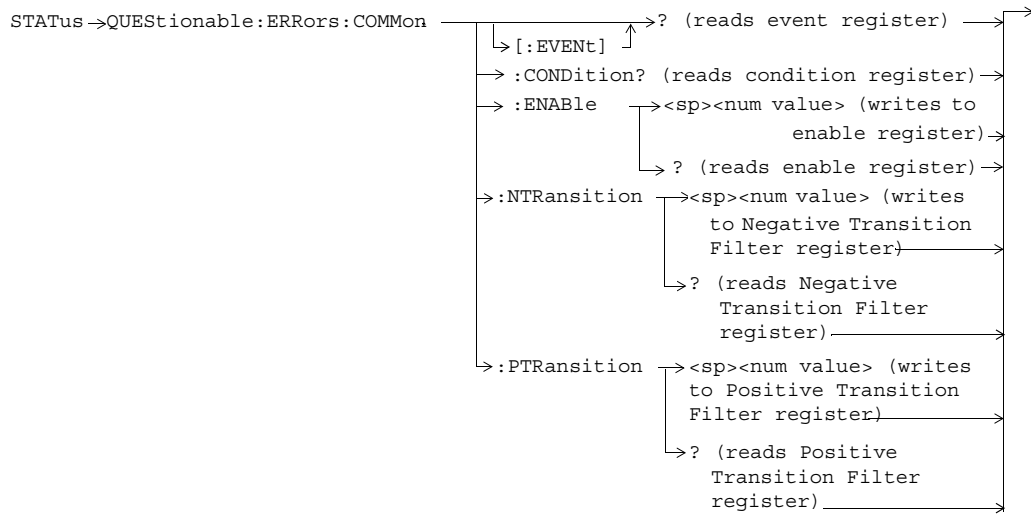 STATus QUEStionable:ERRors:COMMon ? (reads event register)
[:EVENt]
:CONDition? (reads condition register)
:ENABle <sp><num value> (writes to
enable register)
? (reads enable register)
:NTRansition <sp><num value> (writes
to Negative Transition
Filter register)
? (reads Negative
Transition Filter
register)
:PTRansition <sp><num value> (writes
to Positive Transition
Filter register)
? (reads Positive
Transition Filter
register)